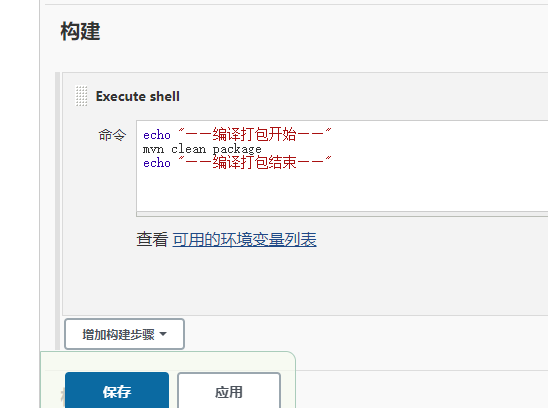 构建
Execute shell
命令
echo "——编译打包开始——"
mvn clean package
echo "——编译打包结束——"
查看 可用的环境变量列表
增加构建步骤
保存
应用